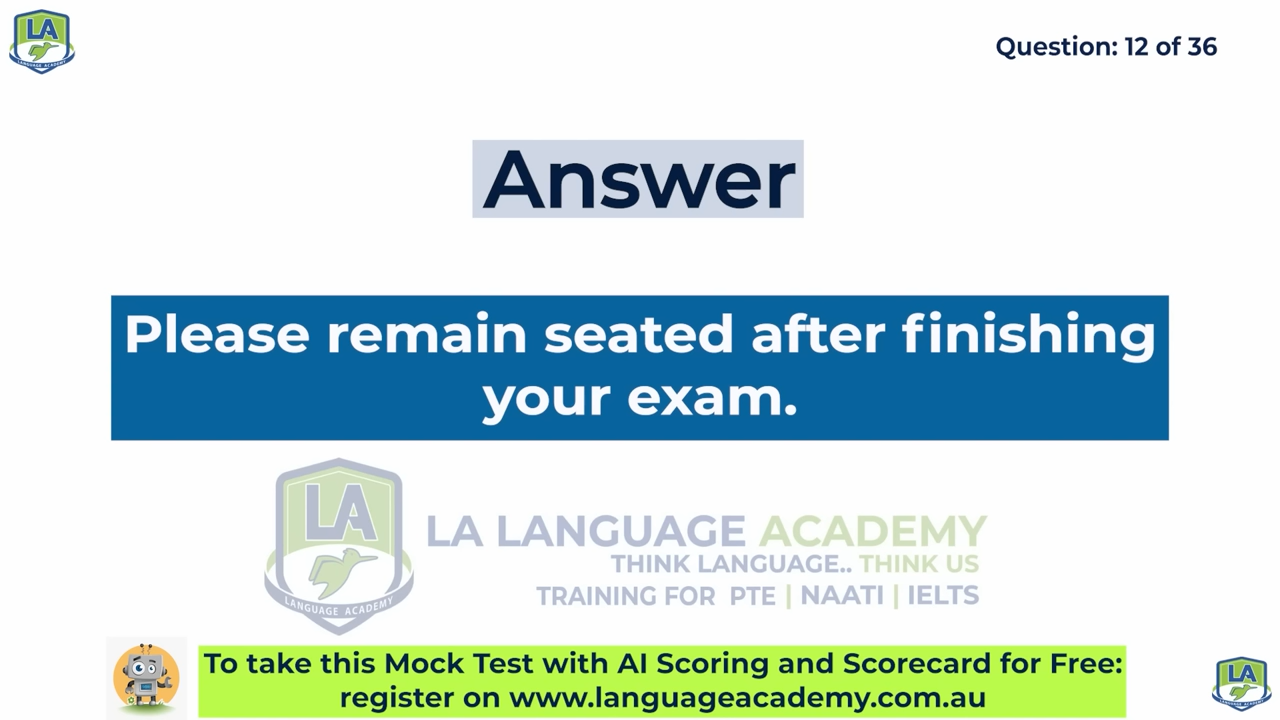 LA
LANGUAGE ACADEMY
Question: 12 of 36
Answer
Please remain seated after finishing
your exam.
LA
LANGUAGE ACADEMY
LA LANGUAGE ACADEMY
THINK LANGUAGE.. THINK US
TRAINING FOR PTE | NAATI | IELTS
To take this Mock Test with AI Scoring and Scorecard for Free:
register on www.languageacademy.com.au
LA
LANGUAGE ACADEMY